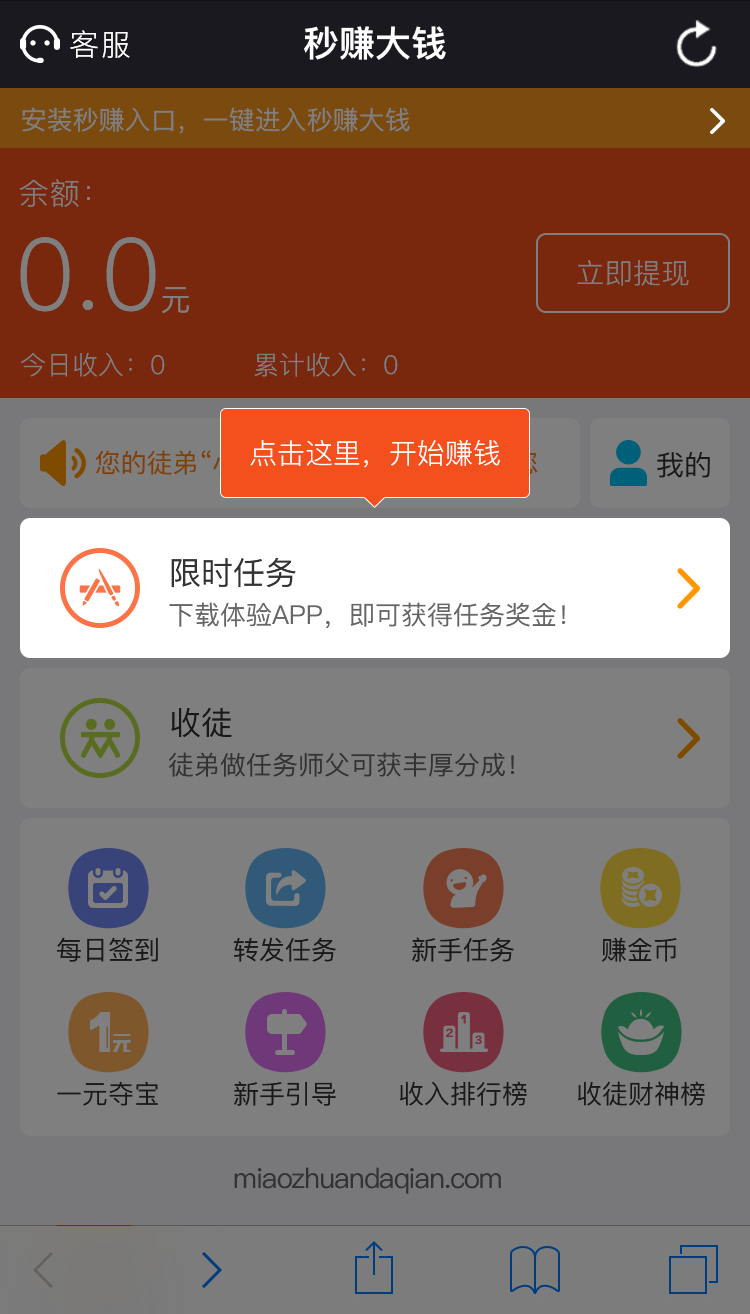 客服
秒赚大钱
安装秒赚入口，一键进入秒赚大钱
余额：
0.0元
立即提现
今日收入：0
累计收入：0
您的徒弟“
点击这里，开始赚钱
我的
限时任务
下载体验APP，即可获得任务奖金！
收徒
徒弟做任务师父可获丰厚分成！
每日签到
转发任务
新手任务
赚金币
1元
2 1 3
一元夺宝
新手引导
收入排行榜
收徒财神榜
miaozhuandaqian.com